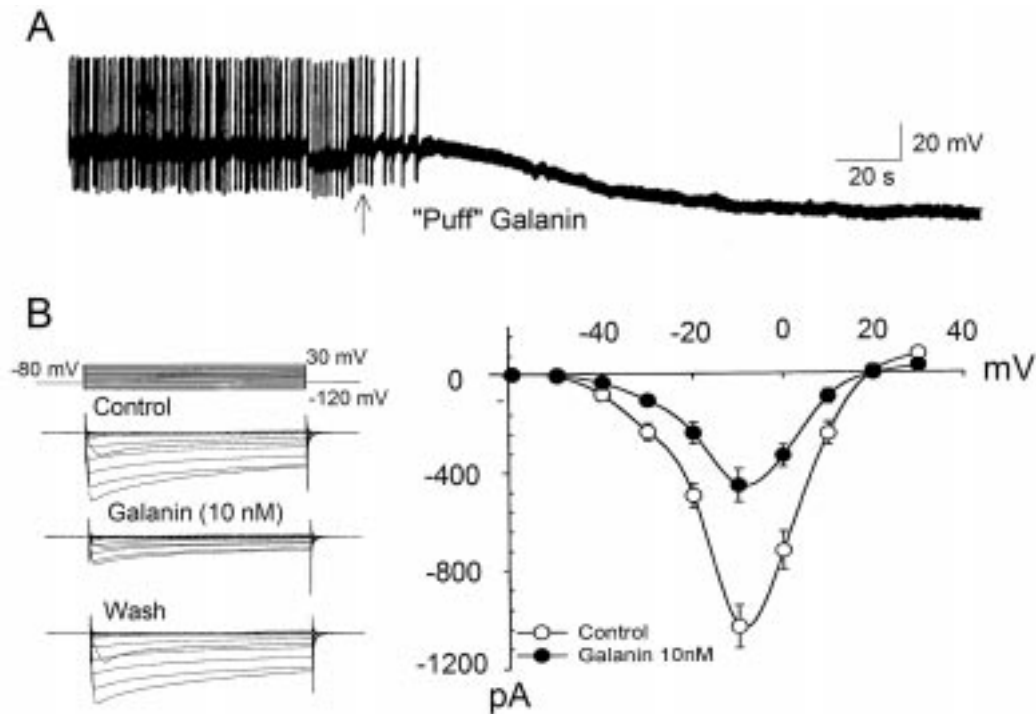 A
20 mV
20 s
"Puff" Galanin
B
-80 mV
30 mV
-120 mV
Control
Galanin (10 nM)
Wash
-40 -20 0 20 40
mV
0
-400
-800
-1200
pA
Control
Galanin 10nM